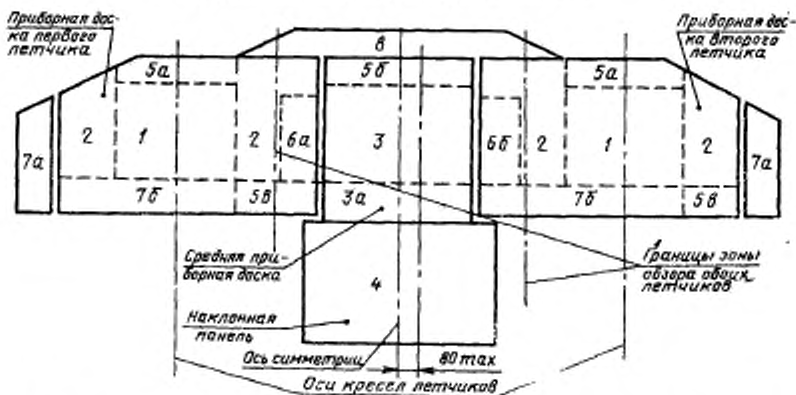 Приборная дос-
ка первого
летчика
Приборная дос-
ка второго
летчика
8
5а
5б
5а
2
1
2
6а
3
6б
2
1
2
7а
7а
7б
5в
3а
7б
5в
Средняя при-
борная доска
4
Границы зоны
обзора обоих
летчиков
Наклонная
панель
Ось симметрии
80 max
Оси кресел летчиков